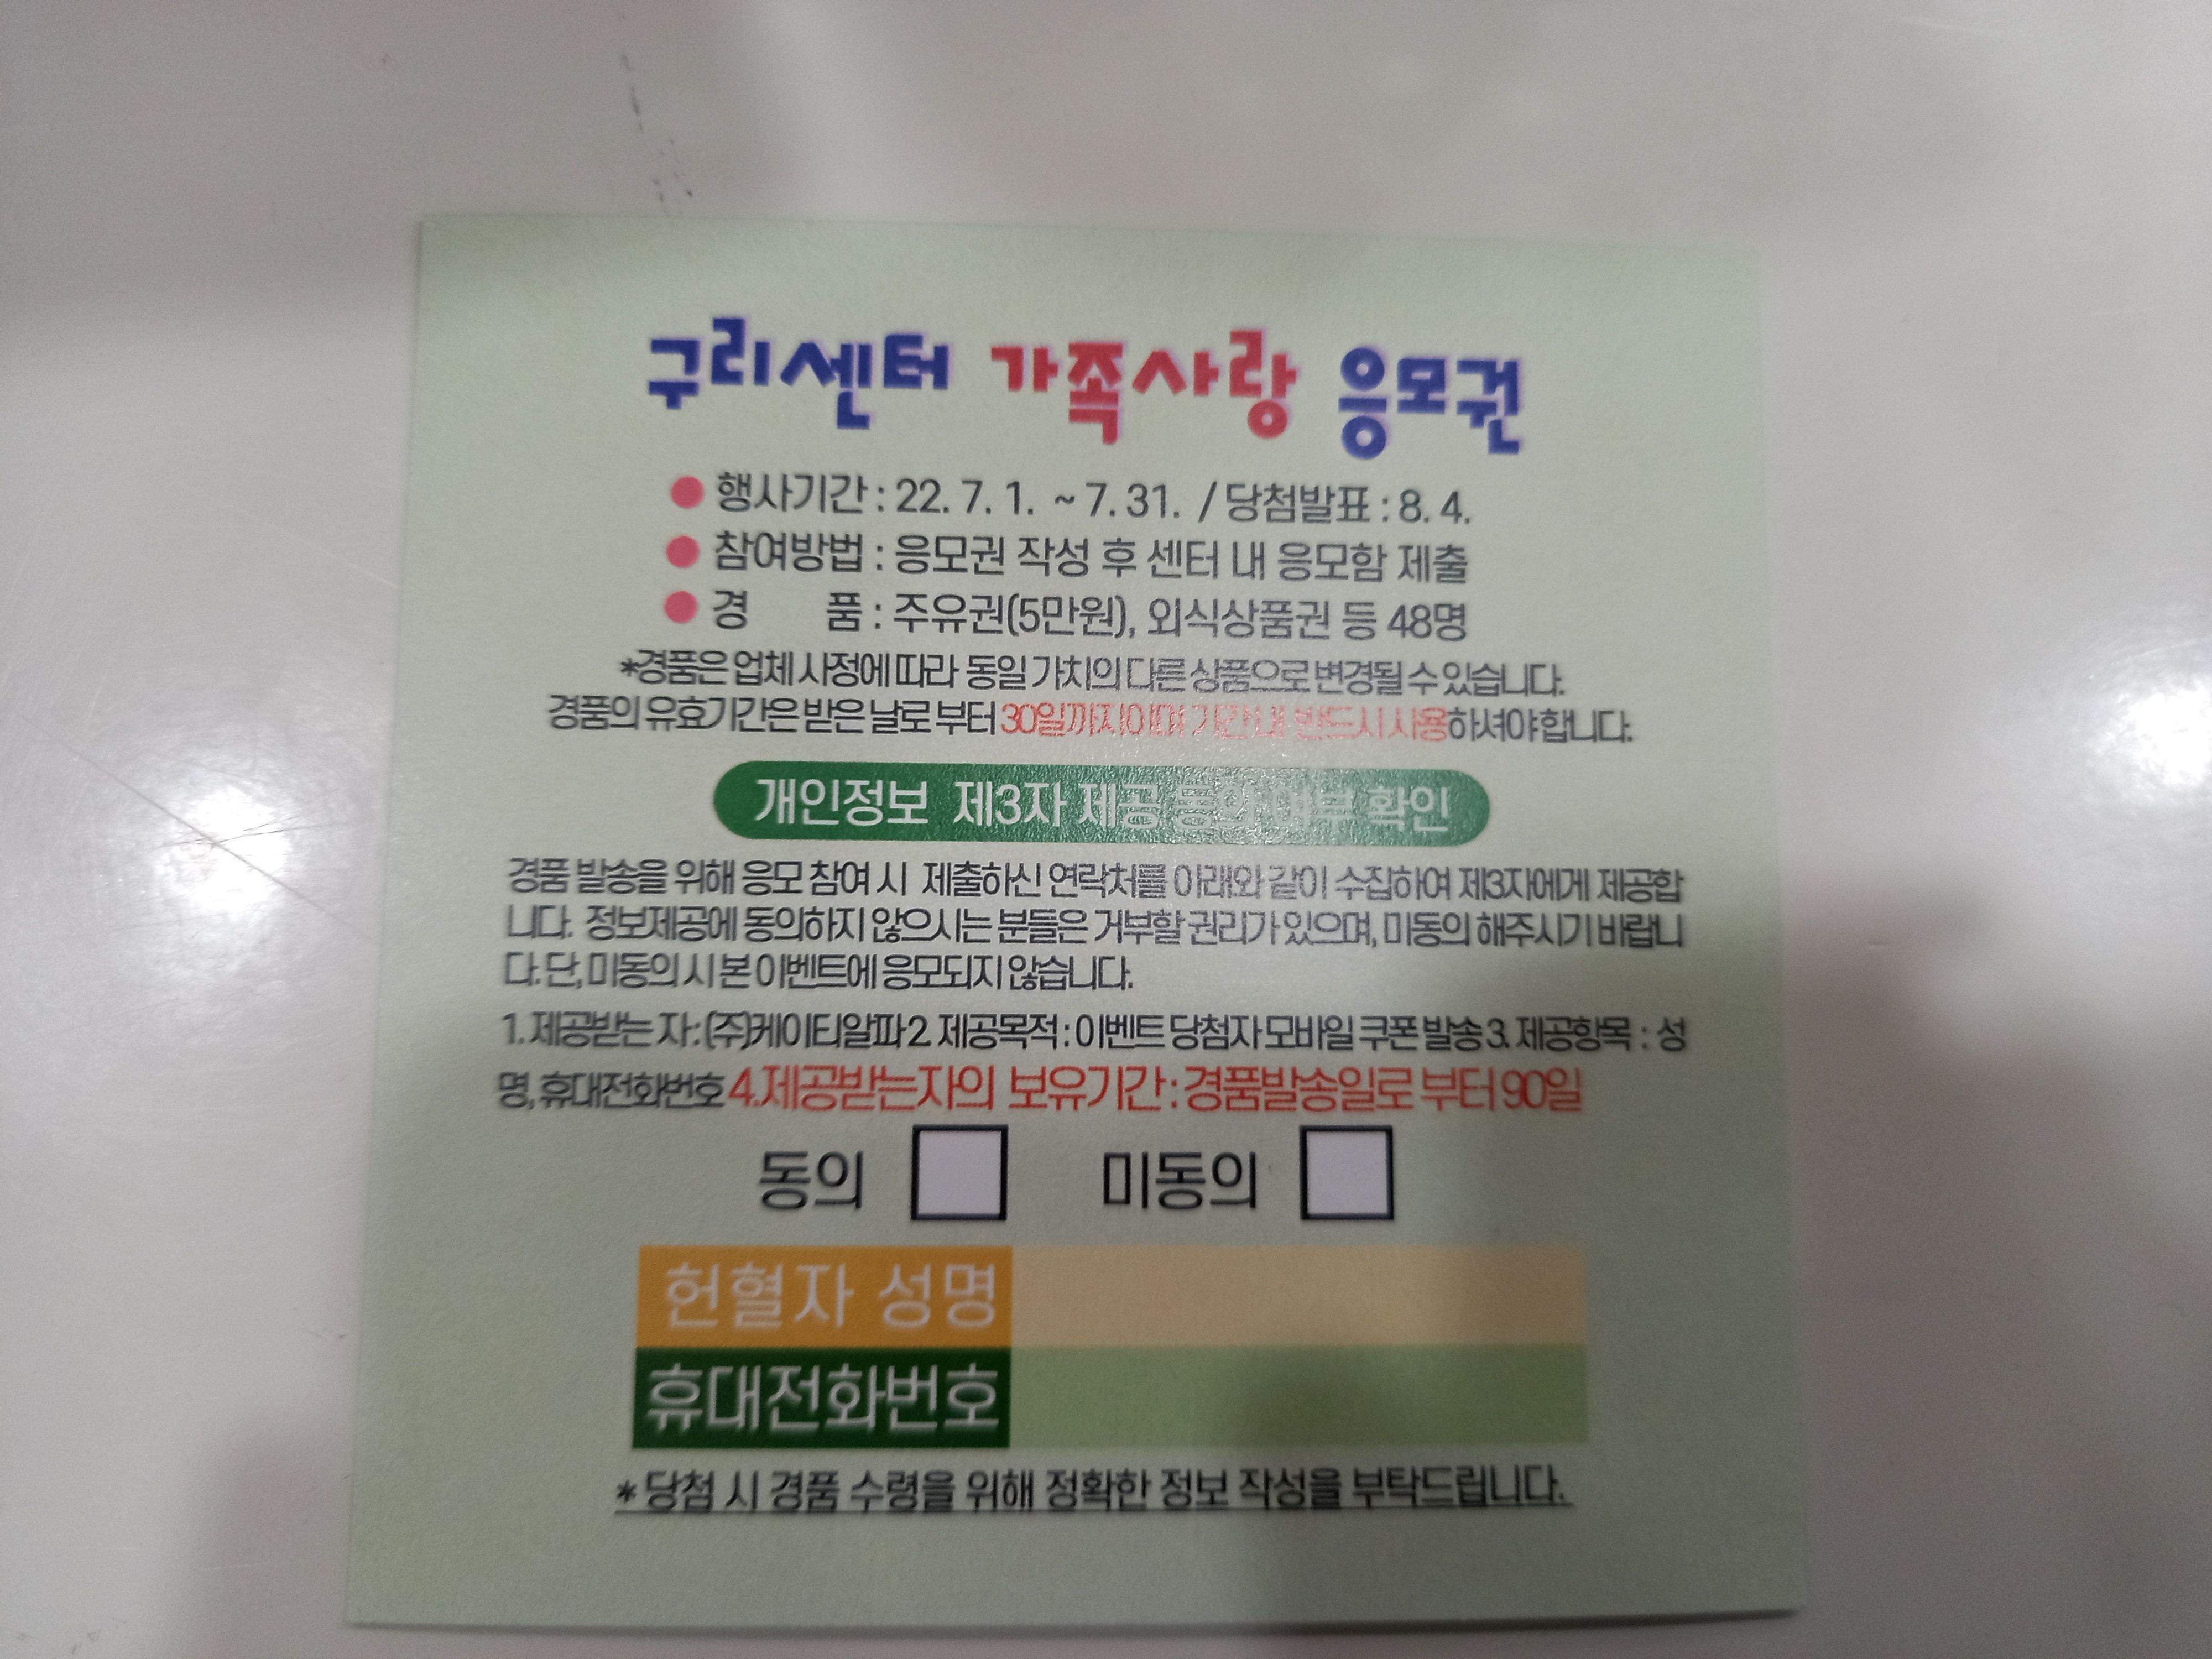 구리센터 가족사랑 응모권
● 행사기간 : 22. 7. 1. ~ 7. 31. / 당첨발표 : 8. 4.
● 참여방법 : 응모권 작성 후 센터 내 응모함 제출
● 경 품 : 주유권(5만원), 외식상품권 등 48명
*경품은 업체 사정에 따라 동일 가치의 다른 상품으로 변경될 수 있습니다.
경품의 유효기간은 받은 날로 부터 30일까지이며 기간 내 반드시 사용하셔야 합니다.
개인정보 제3자 제공 동의 여부 확인
경품 발송을 위해 응모 참여 시 제출하신 연락처를 아래와 같이 수집하여 제3자에게 제공합
니다. 정보제공에 동의하지 않으시는 분들은 거부할 권리가 있으며, 미동의 해주시기 바랍니
다. 단, 미동의 시 본 이벤트에 응모되지 않습니다.
1. 제공받는 자 : (주)케이티알파 2. 제공목적 : 이벤트 당첨자 모바일 쿠폰 발송 3. 제공항목 : 성
명, 휴대전화번호 4.제공받는자의 보유기간 : 경품발송일로 부터 90일
동의 미동의
헌혈자 성명
휴대전화번호
* 당첨 시 경품 수령을 위해 정확한 정보 작성을 부탁드립니다.